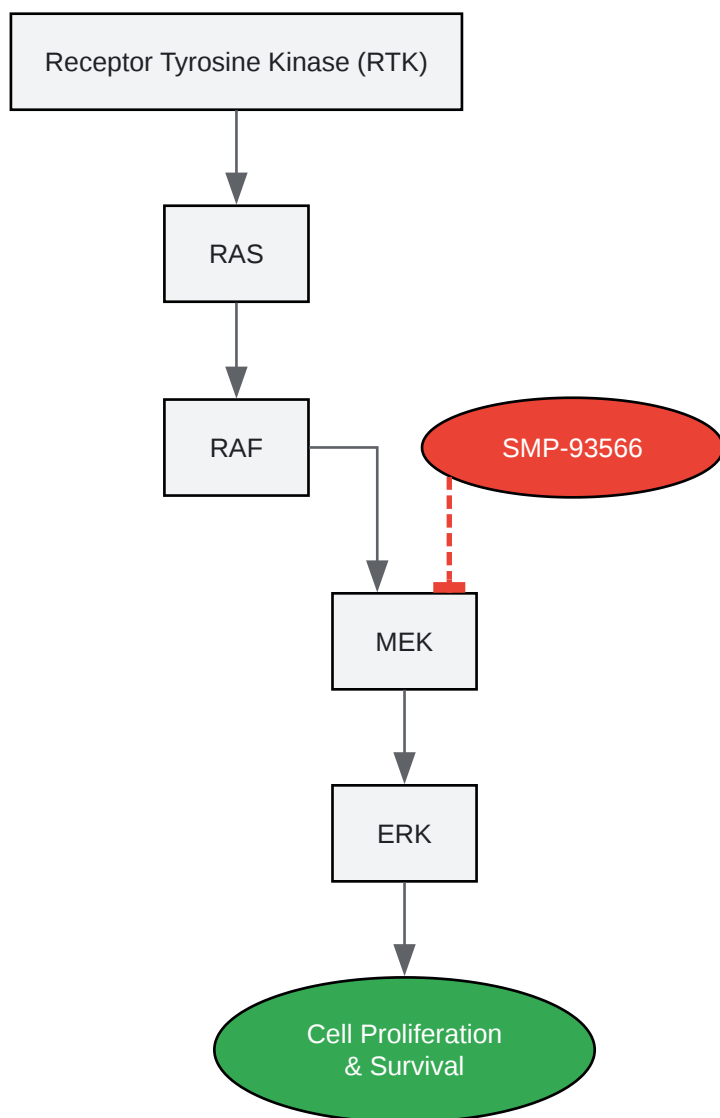 Receptor Tyrosine Kinase (RTK)
RAS
RAF
SMP-93566
MEK
ERK
Cell Proliferation
& Survival